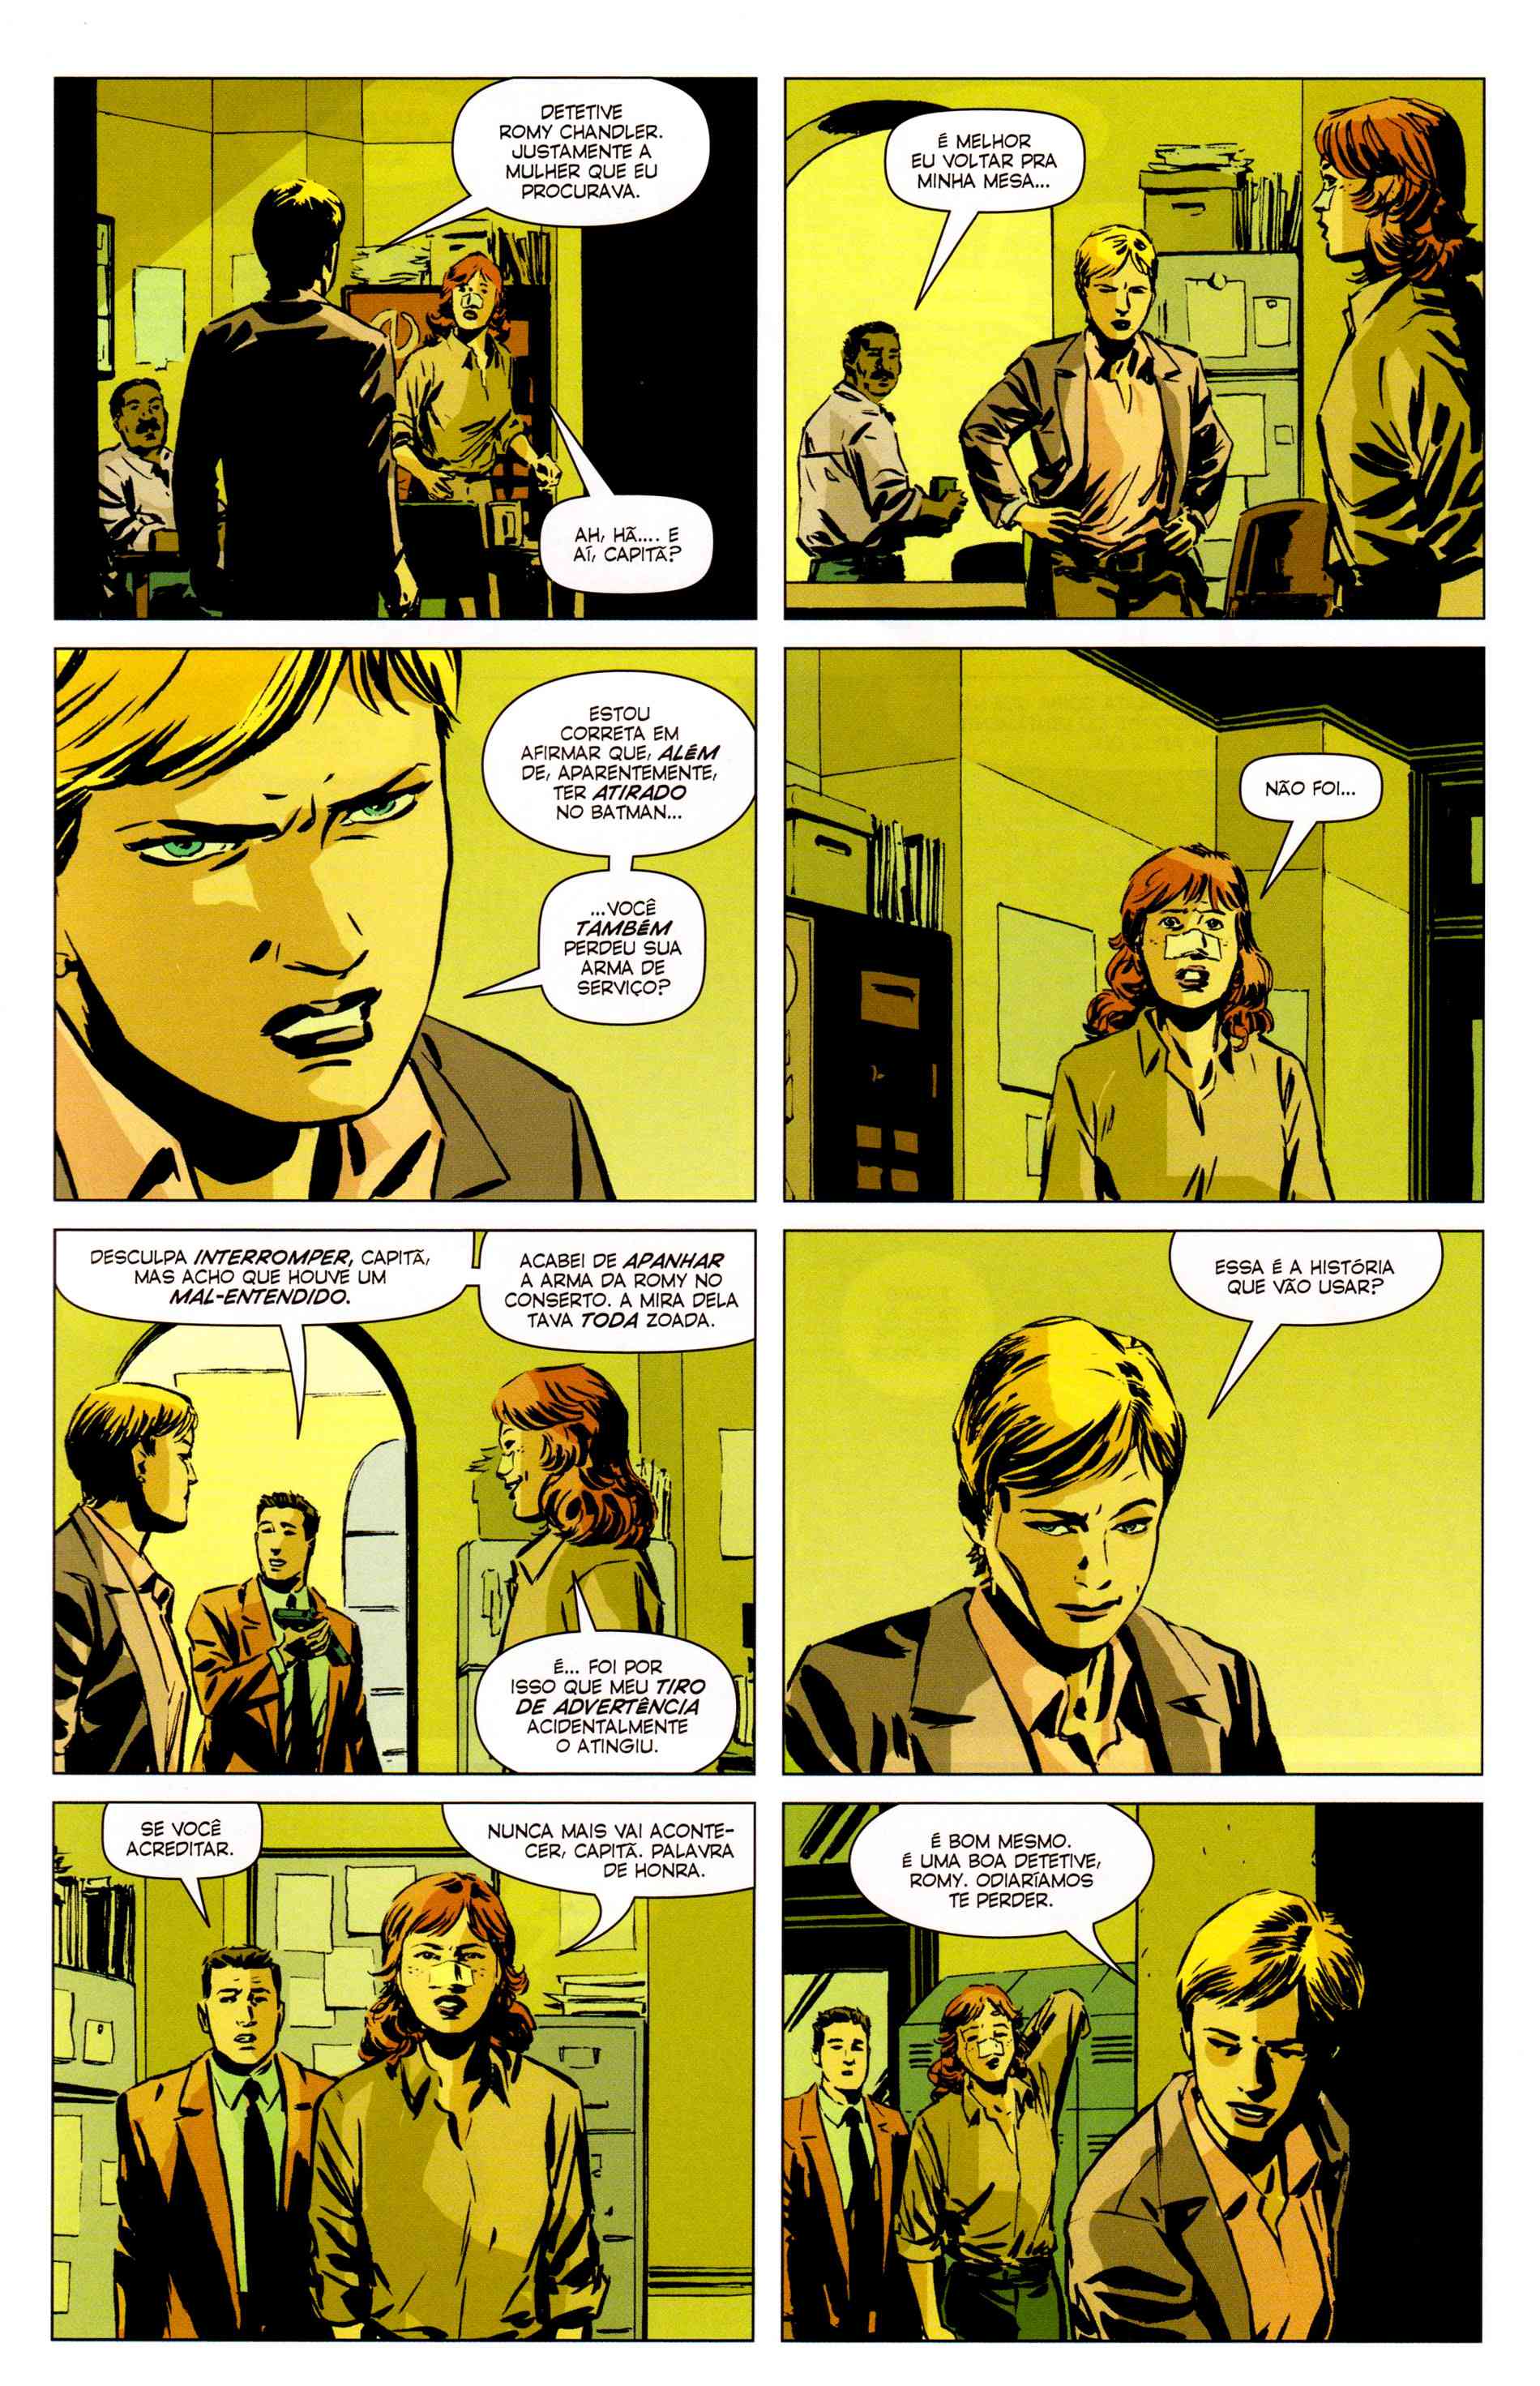 DETETIVE
ROMY CHANDLER.
JUSTAMENTE A
MULHER QUE EU
PROCURAVA.
AH, HÃ.... E
AÍ, CAPITÃ?
É MELHOR
EU VOLTAR PRA
MINHA MESA...
ESTOU
CORRETA EM
AFIRMAR QUE, ALÉM
DE, APARENTEMENTE,
TER ATIRADO
NO BATMAN...
...VOCÊ
TAMBÉM
PERDEU SUA
ARMA DE
SERVIÇO?
NÃO FOI...
DESCULPA INTERROMPER, CAPITÃ,
MAS ACHO QUE HOUVE UM
MAL-ENTENDIDO.
ACABEI DE APANHAR
A ARMA DA ROMY NO
CONSERTO. A MIRA DELA
TAVA TODA ZOADA.
É... FOI POR
ISSO QUE MEU TIRO
DE ADVERTÊNCIA
ACIDENTALMENTE
O ATINGIU.
ESSA É A HISTÓRIA
QUE VÃO USAR?
SE VOCÊ
ACREDITAR.
NUNCA MAIS VAI ACONTE-
CER, CAPITÃ. PALAVRA
DE HONRA.
É BOM MESMO.
É UMA BOA DETETIVE,
ROMY. ODIARÍAMOS
TE PERDER.